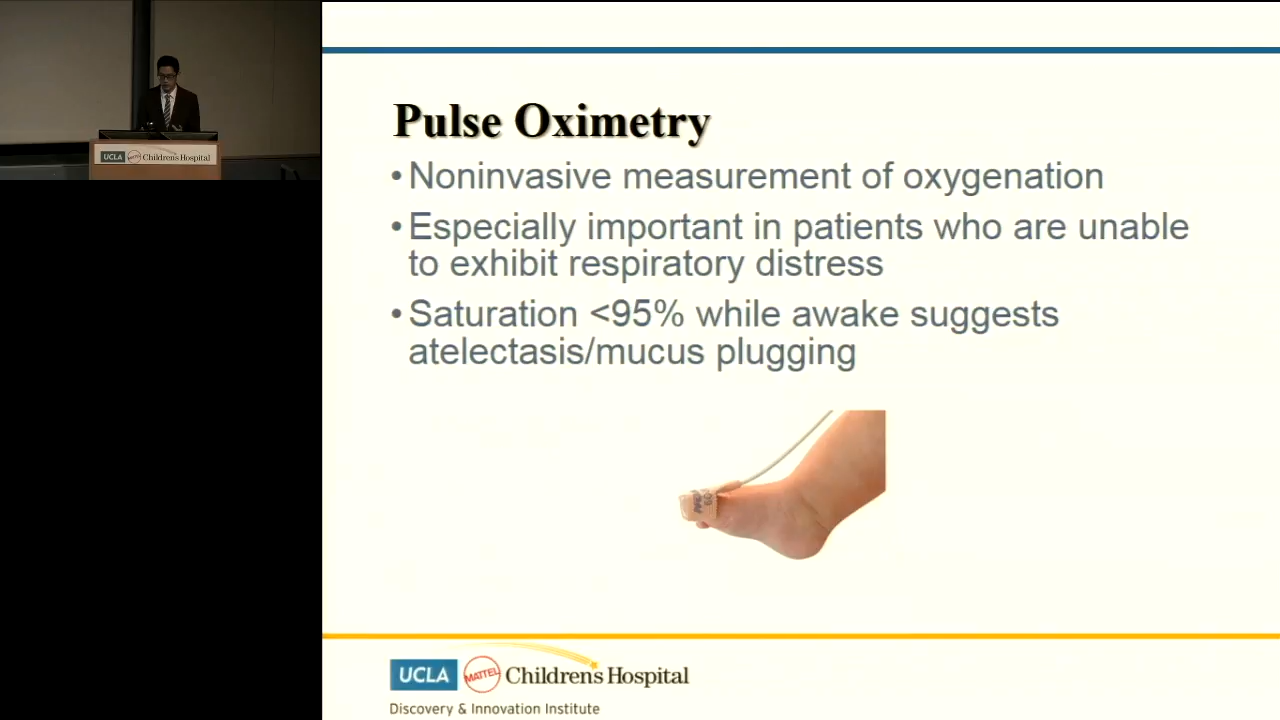 Pulse Oximetry
• Noninvasive measurement of oxygenation
• Especially important in patients who are unable
to exhibit respiratory distress
• Saturation <95% while awake suggests
atelectasis/mucus plugging
UCLA MATTEL Children's Hospital
Discovery & Innovation Institute
UCLA Children's Hospital